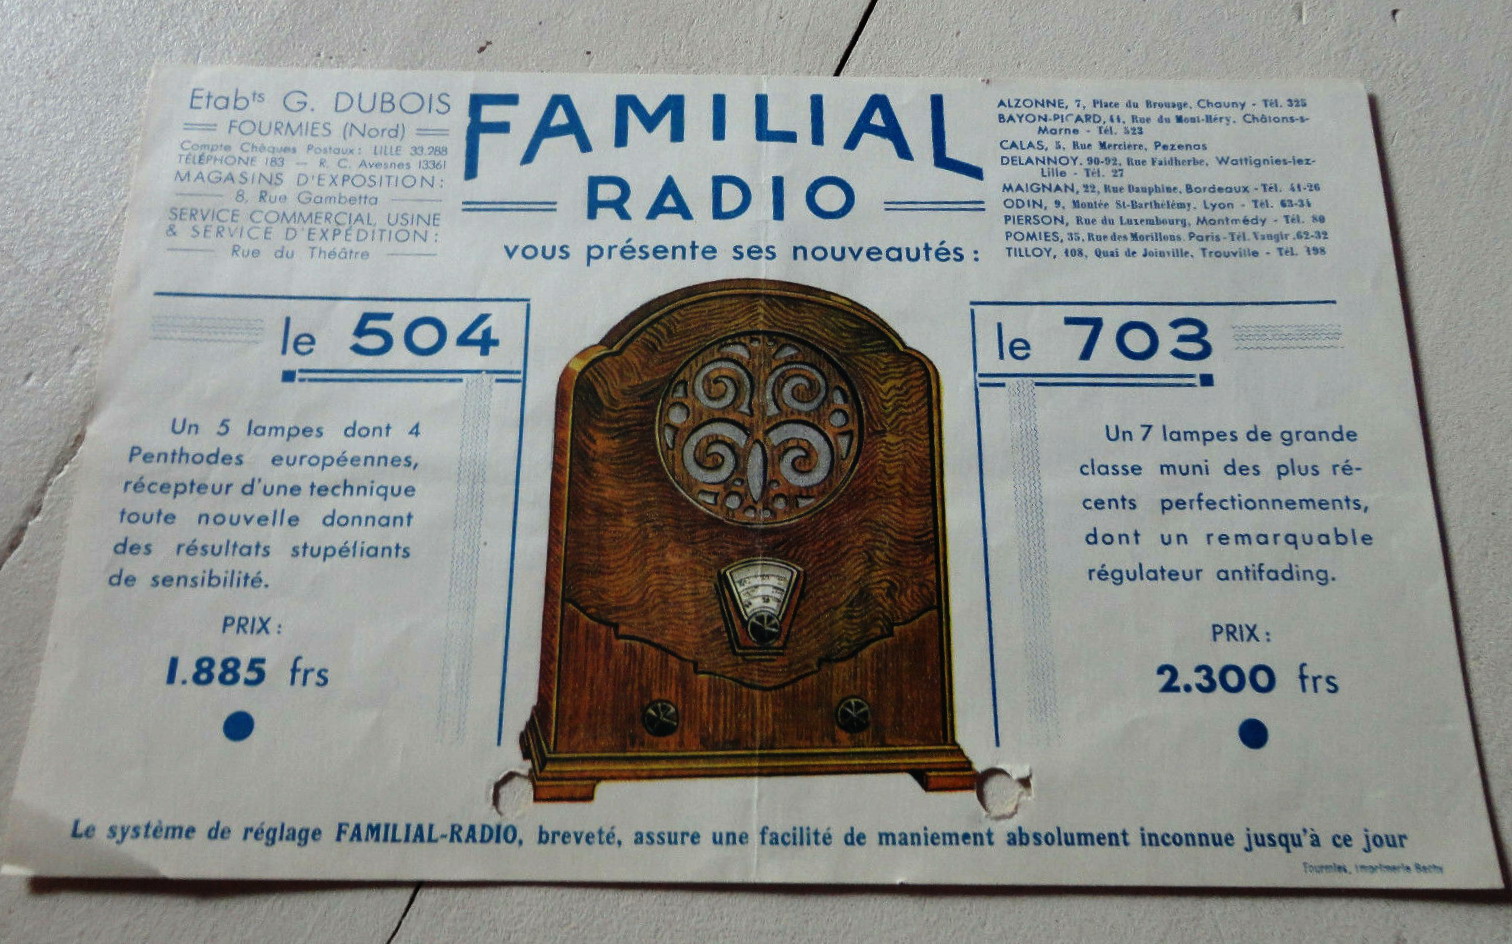 Etabts G. DUBOIS
FOURMIES (Nord)
Compte Chèques Postaux : LILLE 33.288
TÉLÉPHONE 183 — R. C. Avesnes 13361
MAGASINS D'EXPOSITION :
8, Rue Gambetta
SERVICE COMMERCIAL, USINE
& SERVICE D'EXPÉDITION :
Rue du Théâtre
FAMILIAL
RADIO
vous présente ses nouveautés :
ALZONNE, 7, Place du Brouage, Chauny - Tél. 325
BAYON-PICARD, 44, Rue du Mont-Héry, Châlons-s-
Marne - Tél. 523
CALAS, 5, Rue Mercière, Pezenas
DELANNOY, 90-92, Rue Faidherbe, Wattignies-lez-
Lille - Tél. 27
MAIGNAN, 22, Rue Dauphine, Bordeaux - Tél. 41-26
ODIN, 9, Montée St-Barthélémy, Lyon - Tél. 63-34
PIERSON, Rue du Luxembourg, Montmédy - Tél. 80
POMIES, 35, Rue des Morillons, Paris - Tél. Vaugir .62-32
TILLOY, 108, Quai de Joinville, Trouville - Tél. 198
le 504
Un 5 lampes dont 4
Penthodes européennes,
récepteur d'une technique
toute nouvelle donnant
des résultats stupéfiants
de sensibilité.
PRIX :
1.885 frs
le 703
Un 7 lampes de grande
classe muni des plus ré-
cents perfectionnements,
dont un remarquable
régulateur antifading.
PRIX :
2.300 frs
Le système de réglage FAMILIAL-RADIO, breveté, assure une facilité de maniement absolument inconnue jusqu'à ce jour
Fourmies, Imprimerie